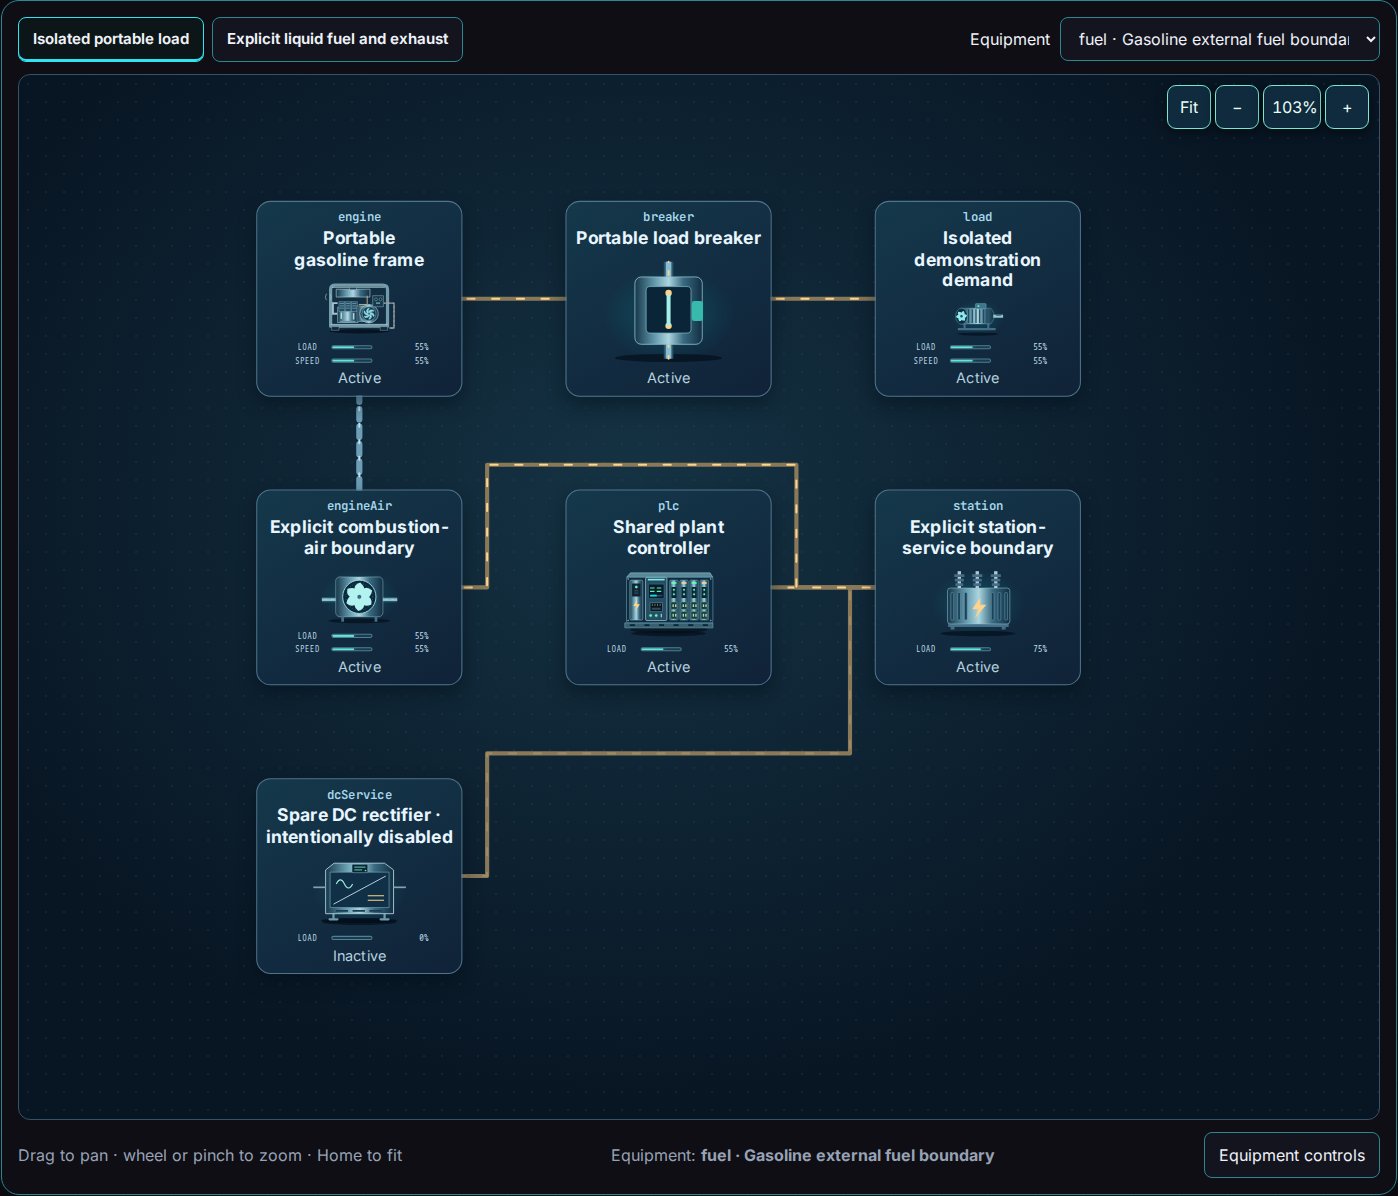 Isolated portable load
Explicit liquid fuel and exhaust
Equipment
fuel · Gasoline external fuel bounda
Fit
−
103%
+
engine
Portable
gasoline frame
LOAD 55%
SPEED 55%
Active
breaker
Portable load breaker
Active
load
Isolated
demonstration
demand
LOAD 55%
SPEED 55%
Active
engineAir
Explicit combustion-
air boundary
LOAD 55%
SPEED 55%
Active
plc
Shared plant
controller
LOAD 55%
Active
station
Explicit station-
service boundary
LOAD 75%
Active
dcService
Spare DC rectifier ·
intentionally disabled
LOAD 0%
Inactive
Drag to pan · wheel or pinch to zoom · Home to fit
Equipment: fuel · Gasoline external fuel boundary
Equipment controls